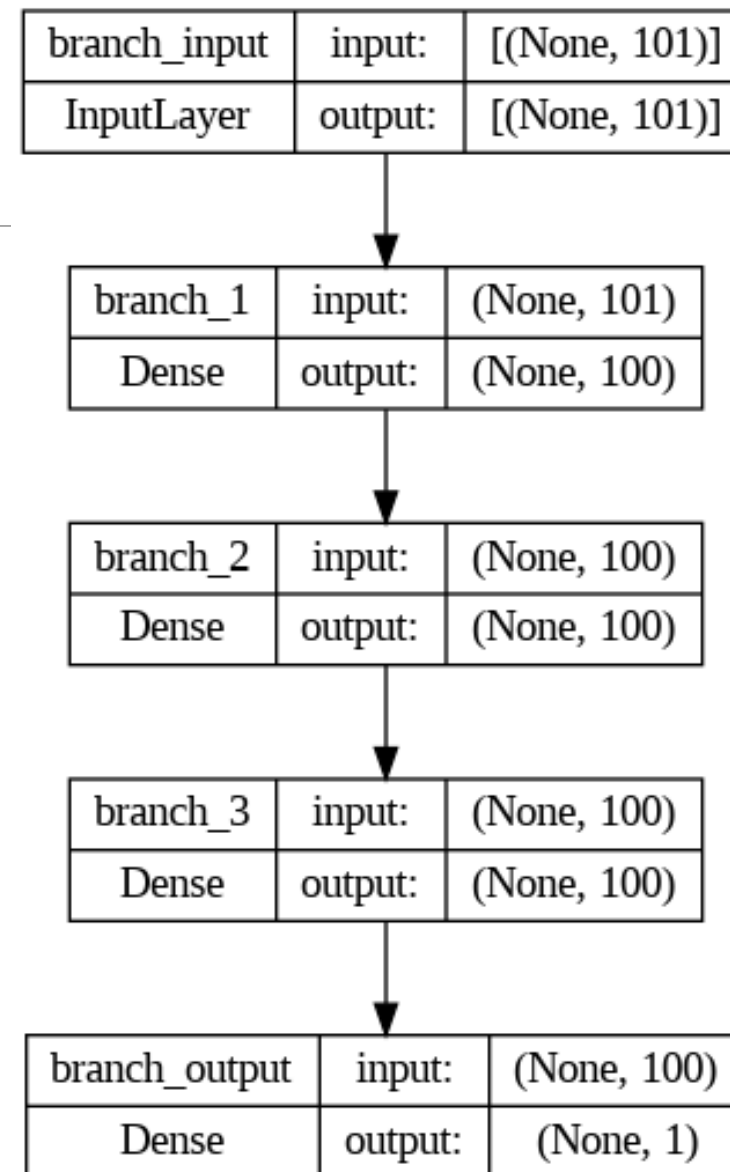 branch_input input: [(None, 101)]
InputLayer output: [(None, 101)]
branch_1 input: (None, 101)
Dense output: (None, 100)
branch_2 input: (None, 100)
Dense output: (None, 100)
branch_3 input: (None, 100)
Dense output: (None, 100)
branch_output input: (None, 100)
Dense output: (None, 1)